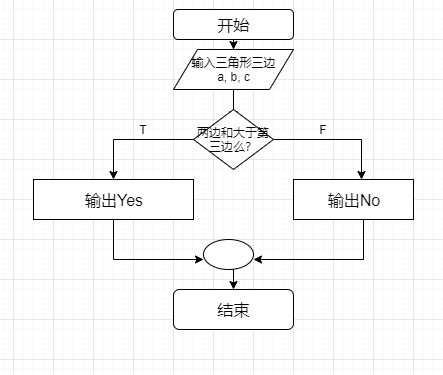 开始
输入三角形三边
a, b, c
两边和大于第
三边么?
T
F
输出Yes
输出No
结束